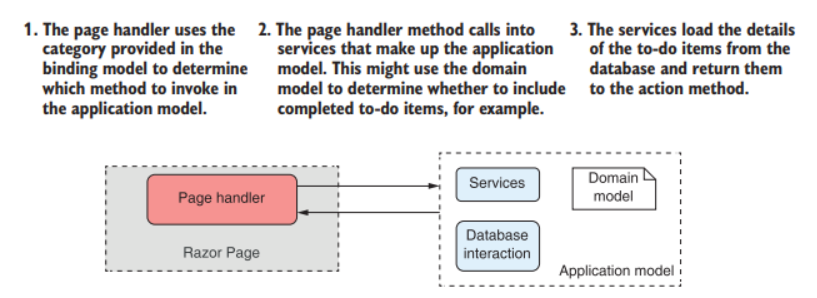 1. The page handler uses the
category provided in the
binding model to determine
which method to invoke in
the application model.
2. The page handler method calls into
services that make up the application
model. This might use the domain
model to determine whether to include
completed to-do items, for example.
3. The services load the details
of the to-do items from the
database and return them
to the action method.
Page handler
Razor Page
Services
Domain
model
Database
interaction
Application model